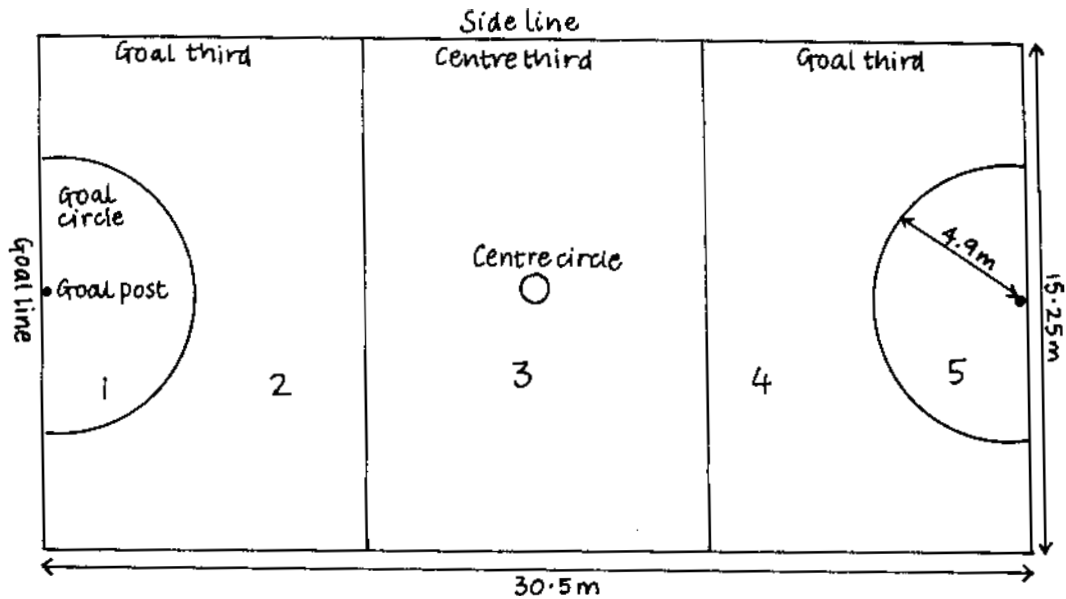 Side line
Goal third
Centre third
Goal third
Goal
circle
Goal line
Goal post
Centre circle
4.9m
15.25m
1
2
3
4
5
30.5m